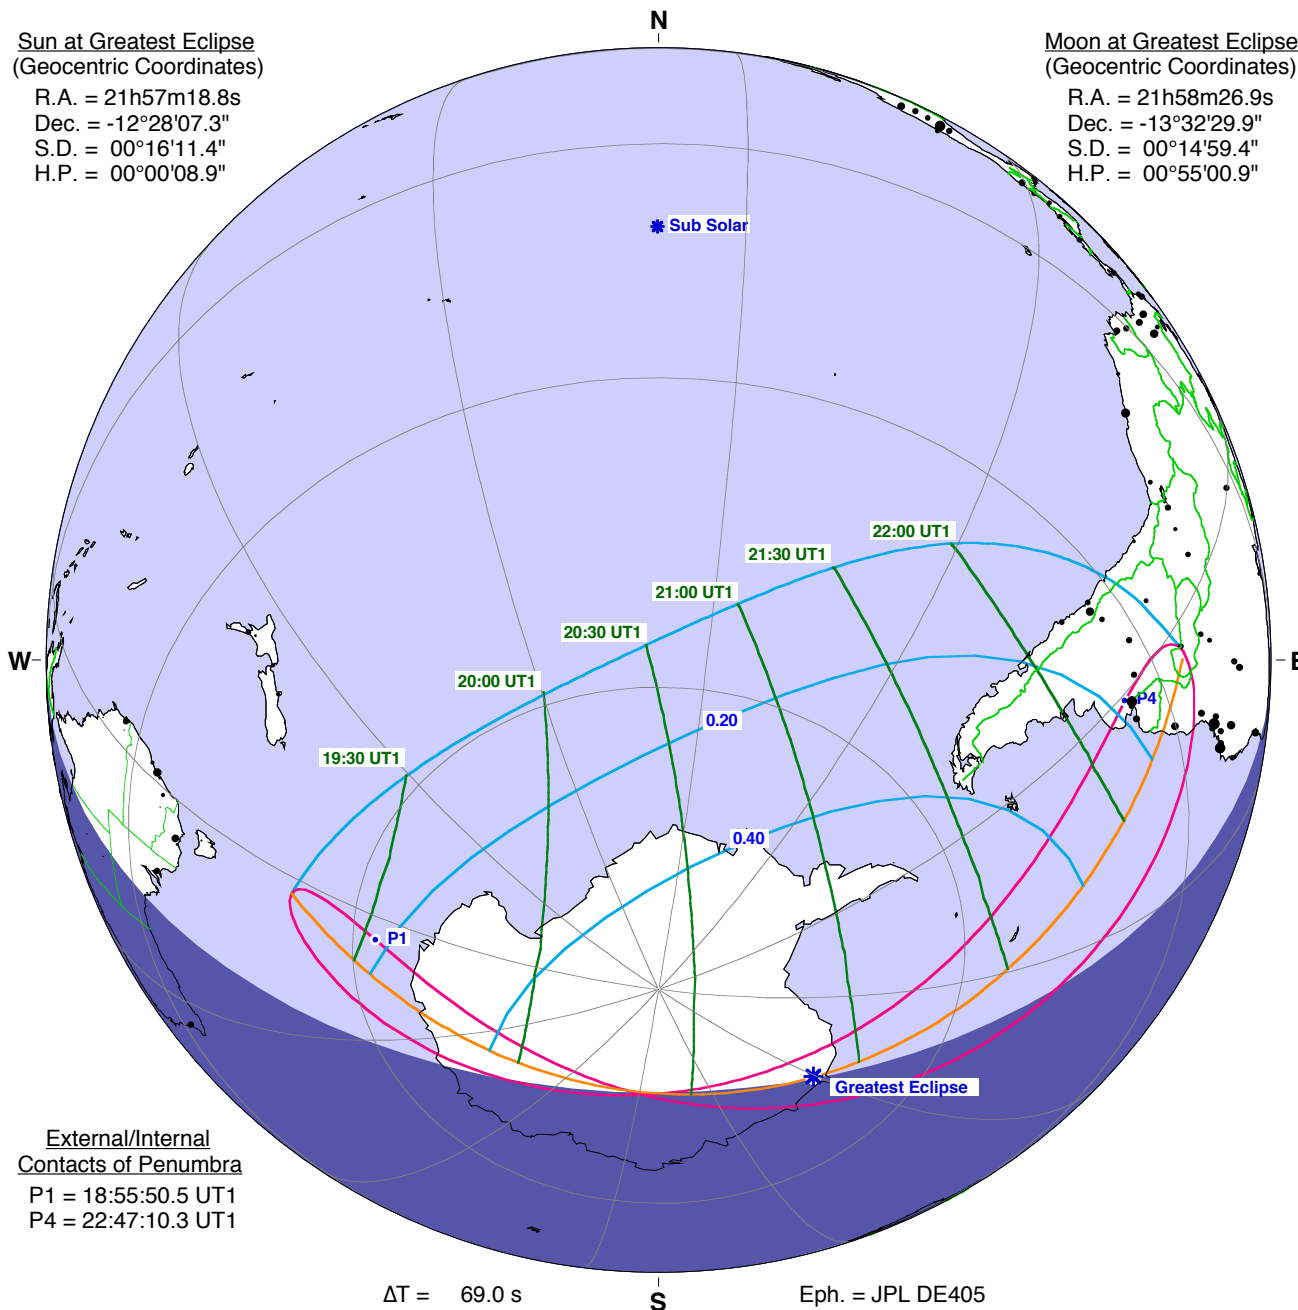 N
Sun at Greatest Eclipse
(Geocentric Coordinates)
R.A. = 21h57m18.8s
Dec. = -12°28'07.3"
S.D. = 00°16'11.4"
H.P. = 00°00'08.9"
Moon at Greatest Eclipse
(Geocentric Coordinates)
R.A. = 21h58m26.9s
Dec. = -13°32'29.9"
S.D. = 00°14'59.4"
H.P. = 00°55'00.9"
Sub Solar
22:00 UT1
21:30 UT1
21:00 UT1
20:30 UT1
W
E
20:00 UT1
P4
0.20
19:30 UT1
0.40
P1
Greatest Eclipse
External/Internal
Contacts of Penumbra
P1 = 18:55:50.5 UT1
P4 = 22:47:10.3 UT1
ΔT = 69.0 s
S
Eph. = JPL DE405